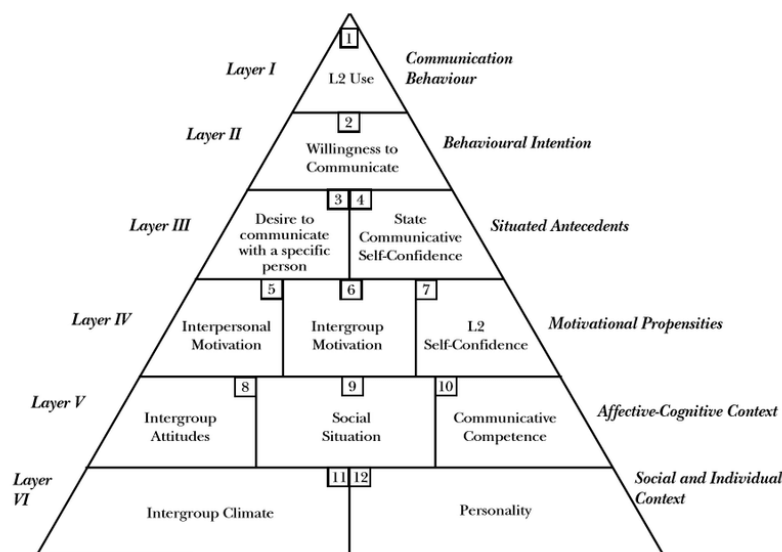 1
Layer I
L2 Use
Communication
Behaviour
2
Layer II
Willingness to
Communicate
Behavioural Intention
3 4
Layer III
Desire to
communicate
with a specific
person
State
Communicative
Self-Confidence
Situated Antecedents
5 6 7
Layer IV
Interpersonal
Motivation
Intergroup
Motivation
L2
Self-Confidence
Motivational Propensities
8 9 10
Layer V
Intergroup
Attitudes
Social
Situation
Communicative
Competence
Affective-Cognitive Context
11 12
Layer
VI
Intergroup Climate
Personality
Social and Individual
Context